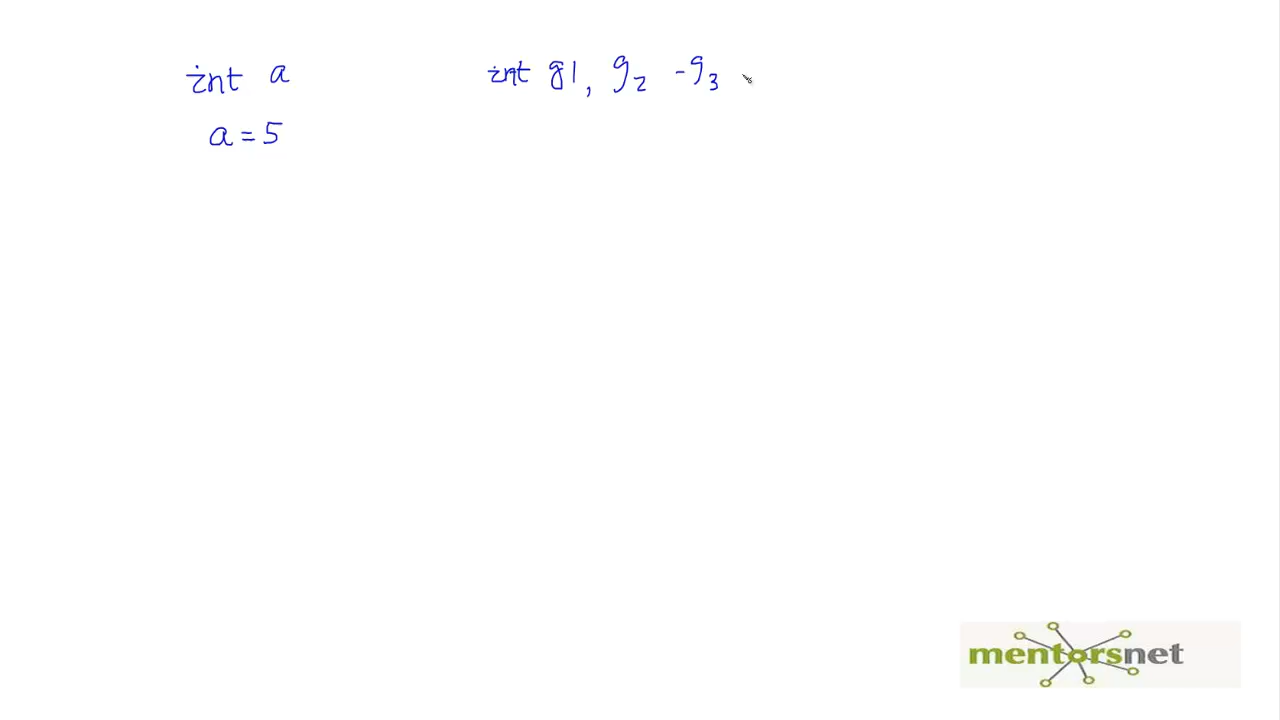 int a
int g1, g2 -g3
a=5
mentorsnet